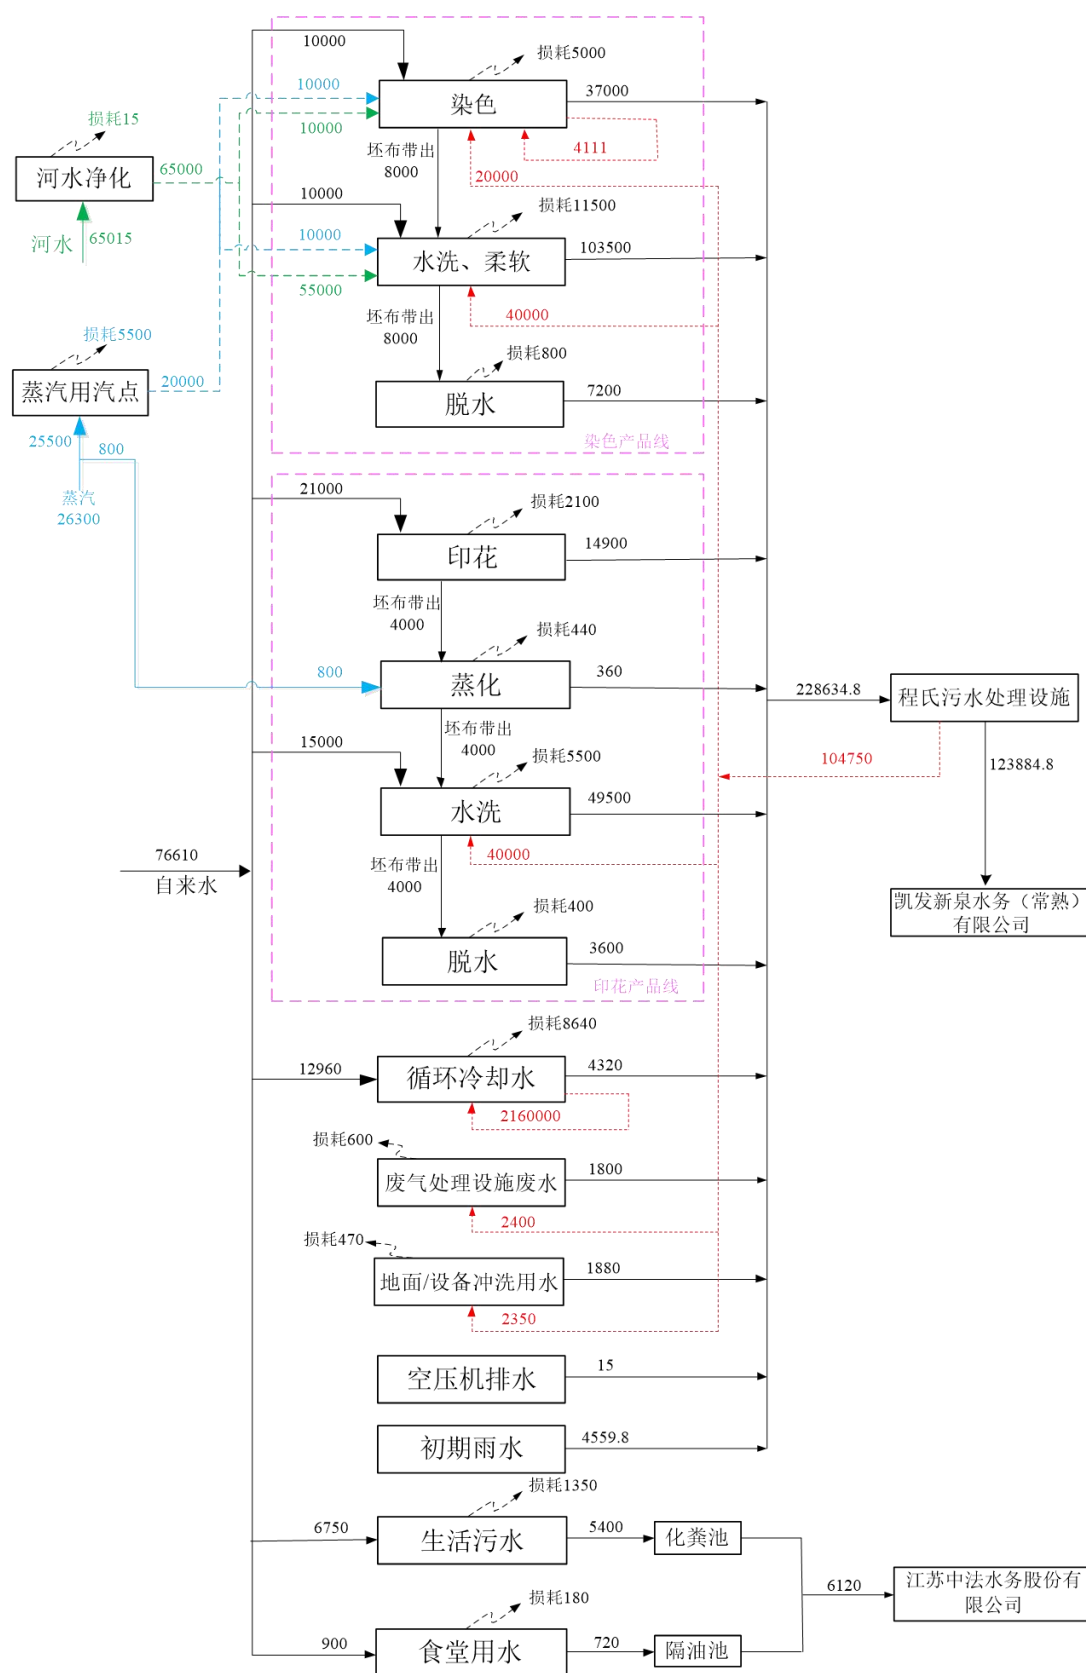 10000
损耗5000
10000
37000
染色
10000
4111
损耗15
坯布带出
8000
20000
河水净化
65000
10000
损耗11500
河水
65015
10000
103500
水洗、柔软
55000
40000
坯布带出
8000
损耗5500
损耗800
蒸汽用汽点
20000
7200
脱水
25500
800
染色产品线
蒸汽
26300
21000
损耗2100
14900
印花
坯布带出
4000
损耗440
800
360
蒸化
228634.8
程氏污水处理设施
坯布带出
4000
15000
损耗5500
104750
123884.8
49500
水洗
76610
自来水
坯布带出
4000
40000
损耗400
凯发新泉水务（常熟）
有限公司
3600
脱水
印花产品线
损耗8640
12960
4320
循环冷却水
2160000
损耗600
1800
废气处理设施废水
2400
损耗470
1880
地面/设备冲洗用水
2350
15
空压机排水
4559.8
初期雨水
损耗1350
6750
5400
生活污水
化粪池
6120
江苏中法水务股份有
限公司
损耗180
900
720
食堂用水
隔油池